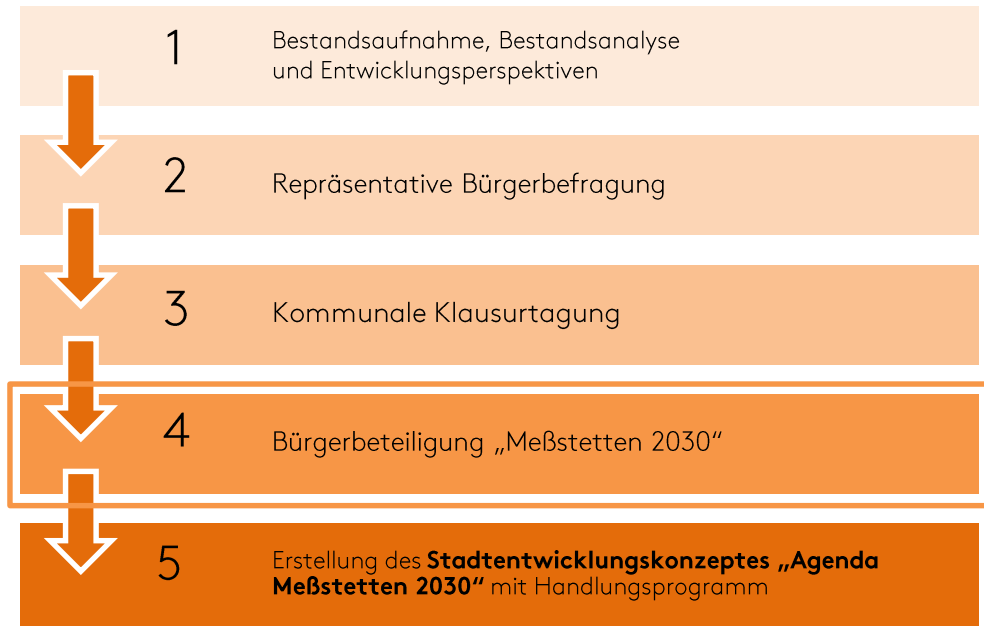 1
Bestandsaufnahme, Bestandsanalyse
und Entwicklungsperspektiven
2
Repräsentative Bürgerbefragung
3
Kommunale Klausurtagung
4
Bürgerbeteiligung „Meßstetten 2030“
5
Erstellung des Stadtentwicklungskonzeptes „Agenda
Meßstetten 2030“ mit Handlungsprogramm